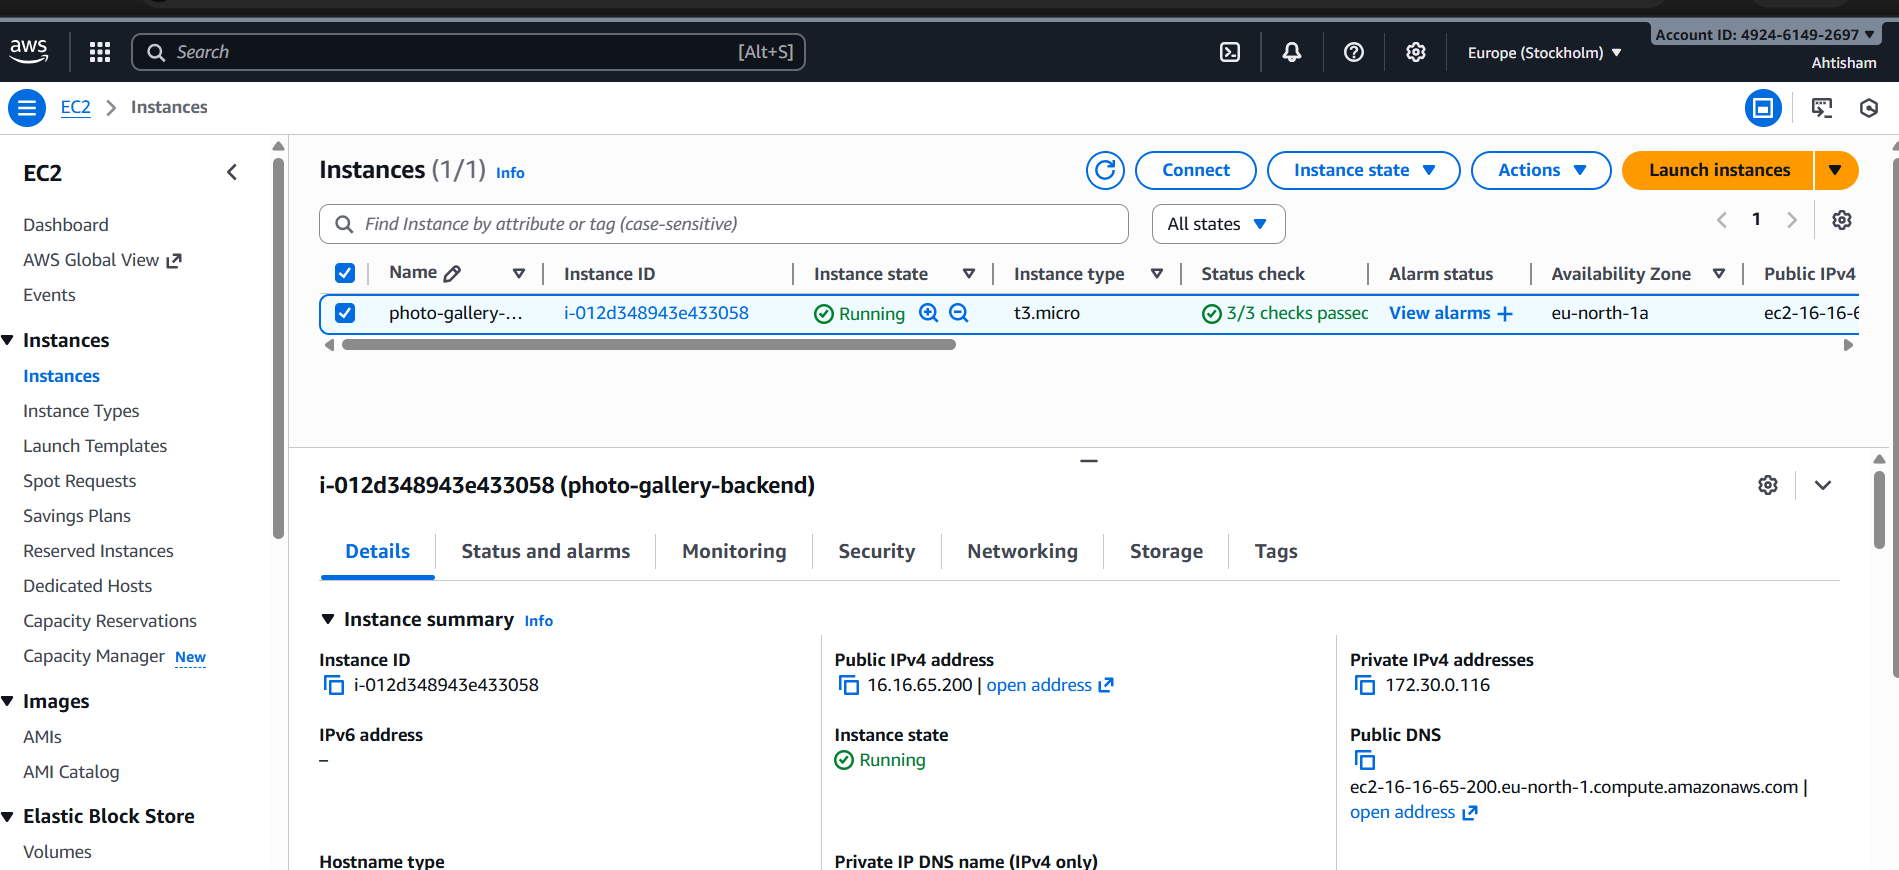 aws
Search [Alt+S]
Europe (Stockholm)
Account ID: 4924-6149-2697
Ahtisham
EC2 Instances
EC2
Dashboard
AWS Global View
Events
Instances
Instances
Instance Types
Launch Templates
Spot Requests
Savings Plans
Reserved Instances
Dedicated Hosts
Capacity Reservations
Capacity Manager New
Images
AMIs
AMI Catalog
Elastic Block Store
Volumes
Instances (1/1) Info
Connect Instance state Actions Launch instances
Find Instance by attribute or tag (case-sensitive) All states 1
Name Instance ID Instance state Instance type Status check Alarm status Availability Zone Public IPv4
photo-gallery-... i-012d348943e433058 Running t3.micro 3/3 checks passed View alarms + eu-north-1a ec2-16-16-6
i-012d348943e433058 (photo-gallery-backend)
Details Status and alarms Monitoring Security Networking Storage Tags
Instance summary Info
Instance ID
i-012d348943e433058
Public IPv4 address
16.16.65.200 | open address
Private IPv4 addresses
172.30.0.116
IPv6 address
–
Instance state
Running
Public DNS
ec2-16-16-65-200.eu-north-1.compute.amazonaws.com |
open address
Hostname type
Private IP DNS name (IPv4 only)